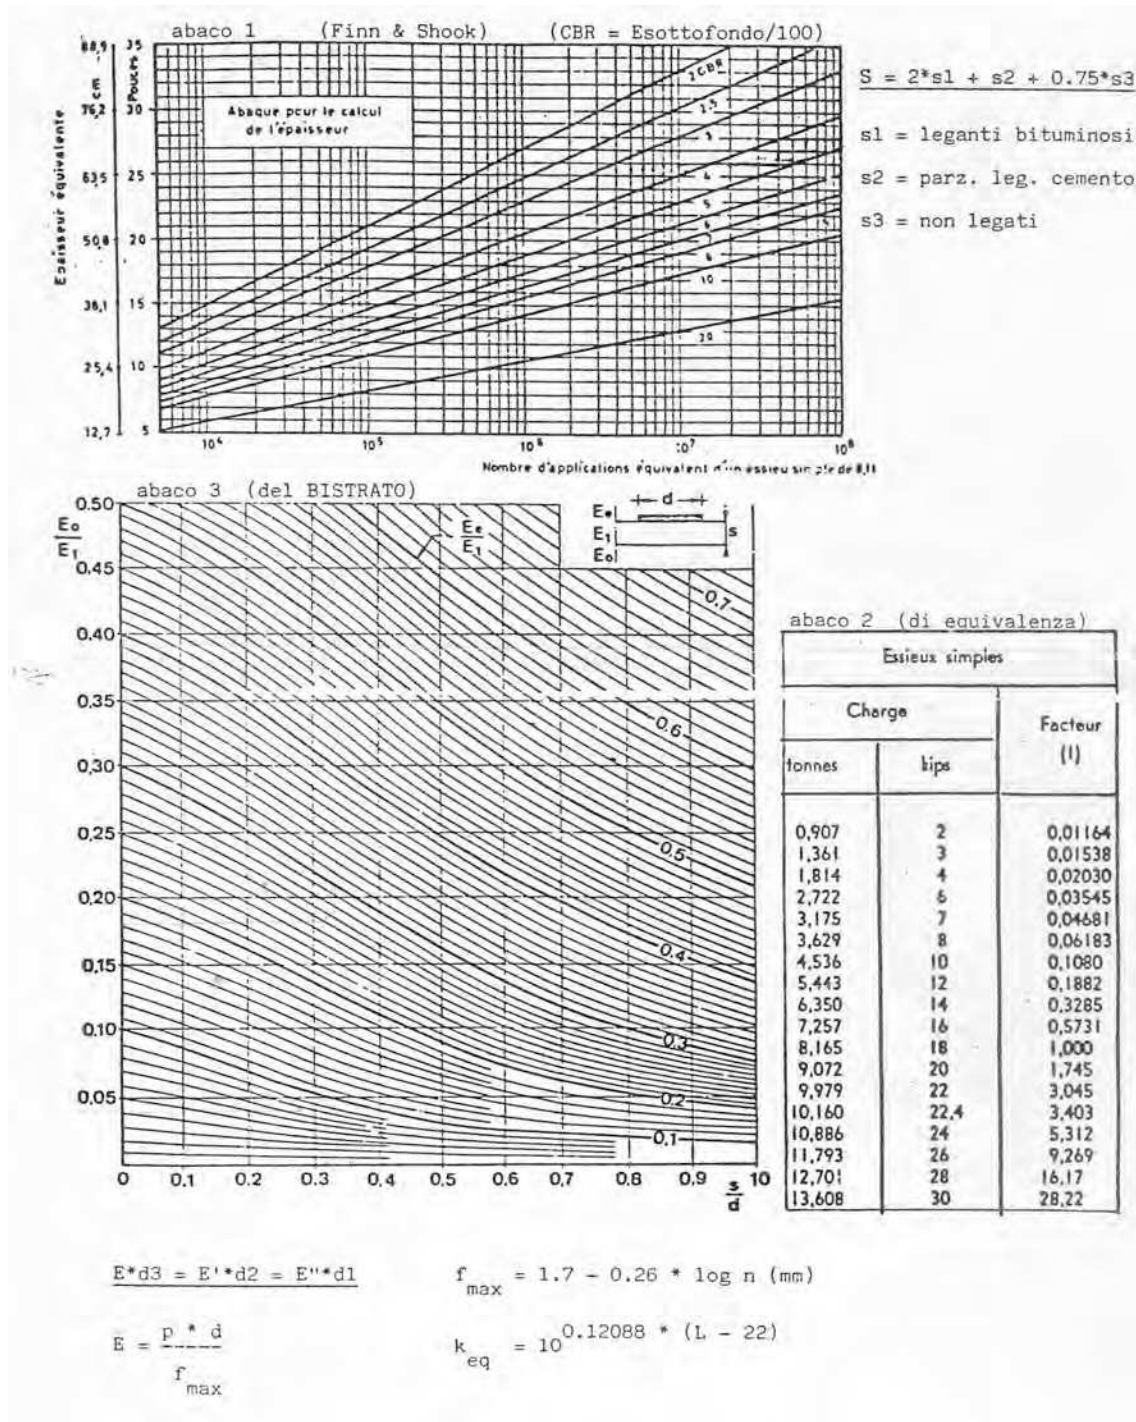 abaco 1 (Finn & Shook) (CBR = Esottofondo/100)
88,9
35
cm
Pouces
76,2
30
63,5
25
50,8
20
38,1
15
25,4
10
12,7
5
Epaisseur équivalente
Abaque pour le calcul
de l'épaisseur
2 CBR
2,5
3
4
5
6
7
8
10
20
10⁴
10⁵
10⁶
10⁷
10⁸
Nombre d'applications équivalent d'un essieu simple de
S = 2*s1 + s2 + 0.75*s3
s1 = leganti bituminosi
s2 = parz. leg. cemento
s3 = non legati
abaco 3 (del BISTRATO)
E₀
E₁
0.50
0.45
0.40
0.35
0,30
0,25
0,20
0,15
0,10
0,05
0 0.1 0.2 0.3 0.4 0.5 0.6 0,7 0,8 0,9 10
s
d
Ee
E₁
0.7
0.6
0.5
0.4
0.3
0.2
0.1
d
Ee
E₁
E₀
s
abaco 2 (di equivalenza)
Essieux simples
Charge
Facteur
(1)
tonnes kips
0,907 2 0,01164
1,361 3 0,01538
1,814 4 0,02030
2,722 6 0,03545
3,175 7 0,04681
3,629 8 0,06183
4,536 10 0,1080
5,443 12 0,1882
6,350 14 0,3285
7,257 16 0,5731
8,165 18 1,000
9,072 20 1,745
9,979 22 3,045
10,160 22,4 3,403
10,886 24 5,312
11,793 26 9,269
12,701 28 16,17
13,608 30 28,22
E*d3 = E'*d2 = E''*d1
f max = 1.7 - 0.26 * log n (mm)
E = p * d
-----
f max
k eq = 10 0.12088 * (L - 22)